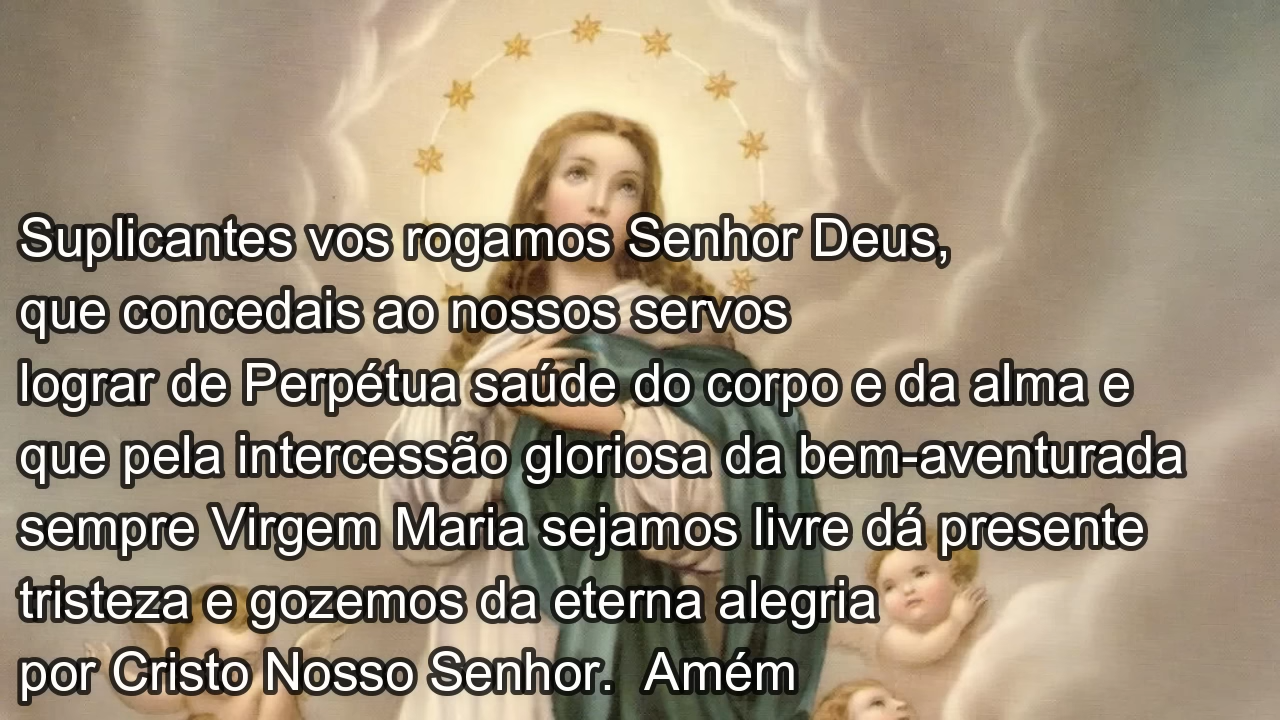 Suplicantes vos rogamos Senhor Deus,
que concedais ao nossos servos
lograr de Perpétua saúde do corpo e da alma e
que pela intercessão gloriosa da bem-aventurada
sempre Virgem Maria sejamos livre dá presente
tristeza e gozemos da eterna alegria
por Cristo Nosso Senhor.  Amém